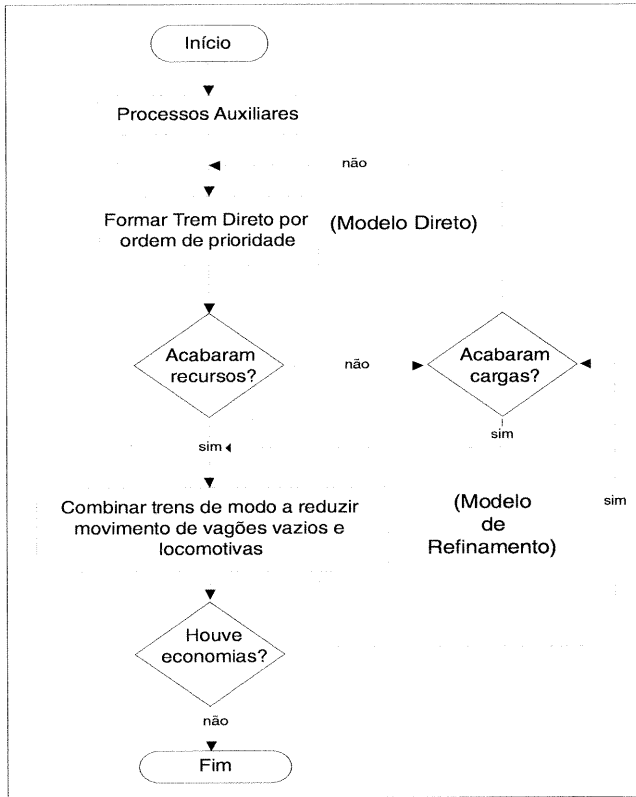 Início
Processos Auxiliares
não
Formar Trem Direto por
ordem de prioridade
(Modelo Direto)
Acabaram
recursos?
não
Acabaram
cargas?
sim
sim
Combinar trens de modo a reduzir
movimento de vagões vazios e
locomotivas
(Modelo
de
Refinamento)
sim
Houve
economias?
não
Fim